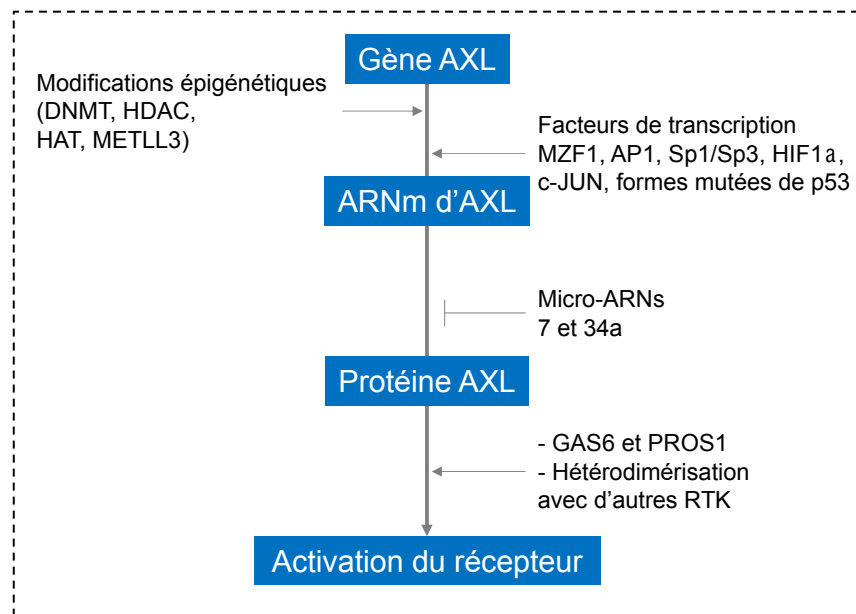 Gène AXL
Modifications épigénétiques
(DNMT, HDAC,
HAT, METLL3)
Facteurs de transcription
MZF1, AP1, Sp1/Sp3, HIF1a,
c-JUN, formes mutées de p53
ARNm d'AXL
Micro-ARNs
7 et 34a
Protéine AXL
- GAS6 et PROS1
- Hétérodimérisation
avec d'autres RTK
Activation du récepteur